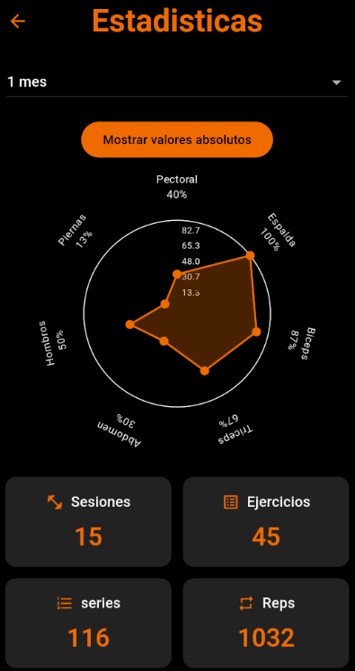 Estadisticas
1 mes
Mostrar valores absolutos
Pectoral
40%
Espalda
100%
Biceps
87%
Triceps
67%
Abdomen
30%
Hombros
50%
Piernas
13%
82.7
65.3
48.0
30.7
13.3
Sesiones
15
Ejercicios
45
series
116
Reps
1032